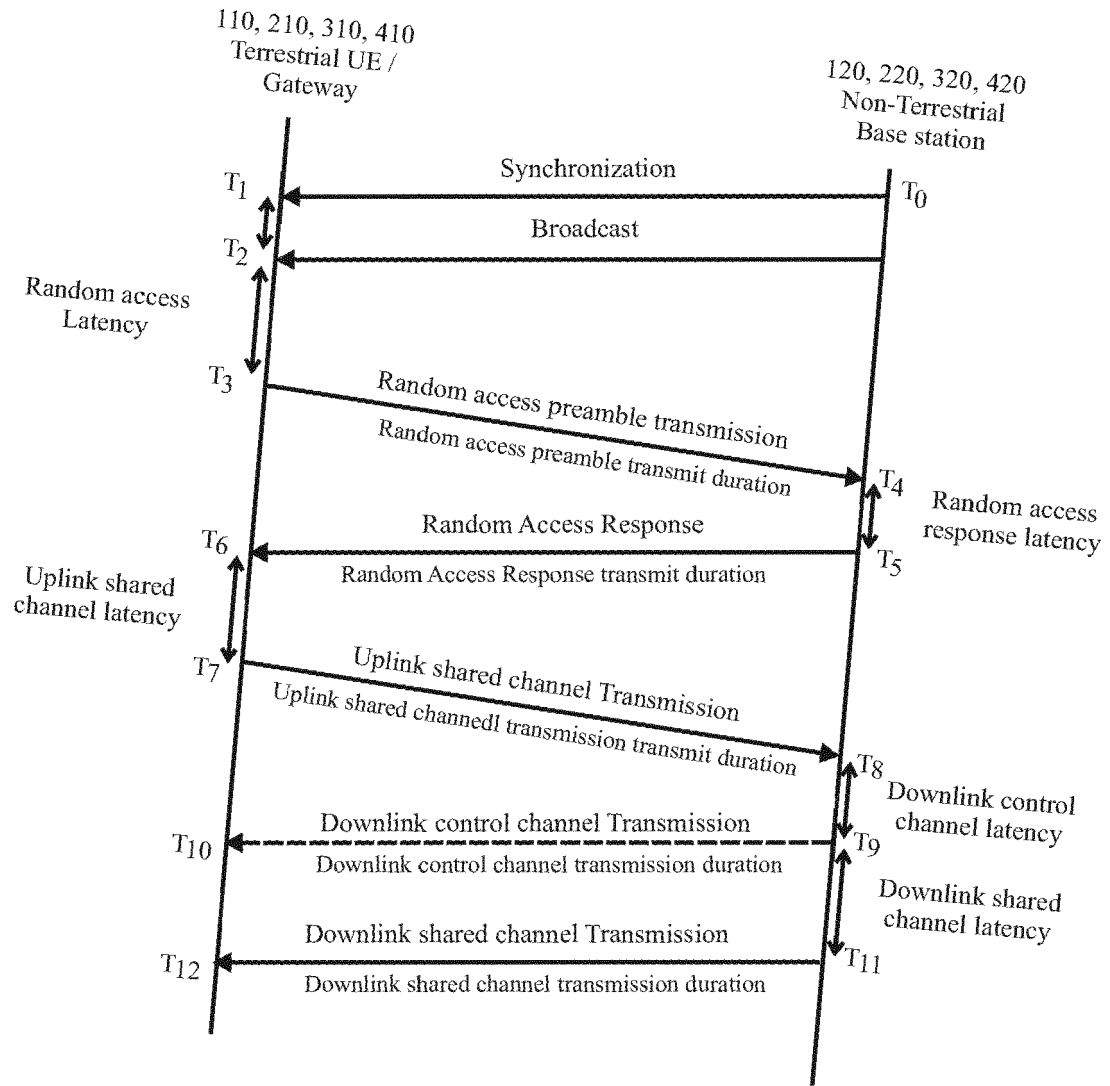 110, 210, 310, 410
Terrestrial UE /
Gateway
120, 220, 320, 420
Non-Terrestrial
Base station
Synchronization
T1
T0
Broadcast
T2
Random access
Latency
T3
Random access preamble transmission
Random access preamble transmit duration
T4
Random access
response latency
Random Access Response
T6
T5
Random Access Response transmit duration
Uplink shared
channel latency
T7
Uplink shared channel Transmission
Uplink shared channedl transmission transmit duration
T8
Downlink control
channel latency
Downlink control channel Transmission
T10
T9
Downlink control channel transmission duration
Downlink shared
channel latency
Downlink shared channel Transmission
T12
T11
Downlink shared channel transmission duration